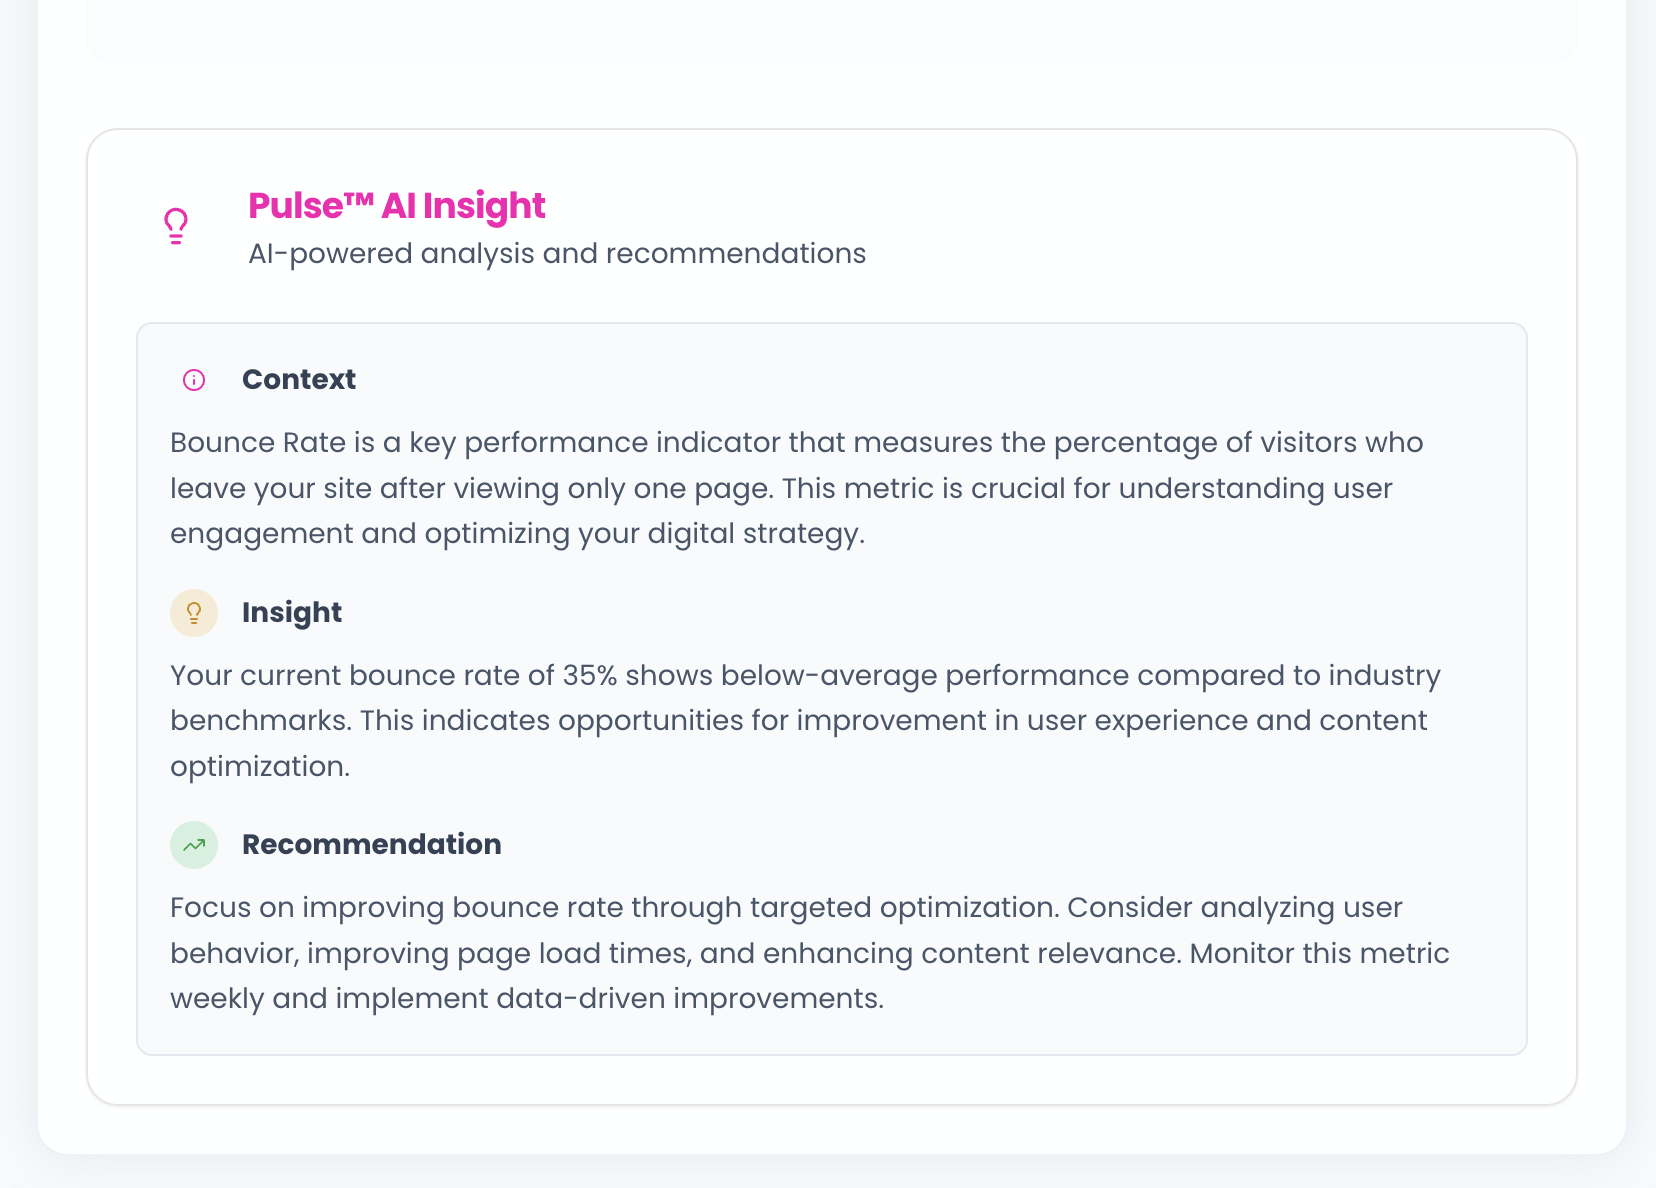 Pulse™ AI Insight
AI-powered analysis and recommendations
Context
Bounce Rate is a key performance indicator that measures the percentage of visitors who
leave your site after viewing only one page. This metric is crucial for understanding user
engagement and optimizing your digital strategy.
Insight
Your current bounce rate of 35% shows below-average performance compared to industry
benchmarks. This indicates opportunities for improvement in user experience and content
optimization.
Recommendation
Focus on improving bounce rate through targeted optimization. Consider analyzing user
behavior, improving page load times, and enhancing content relevance. Monitor this metric
weekly and implement data-driven improvements.